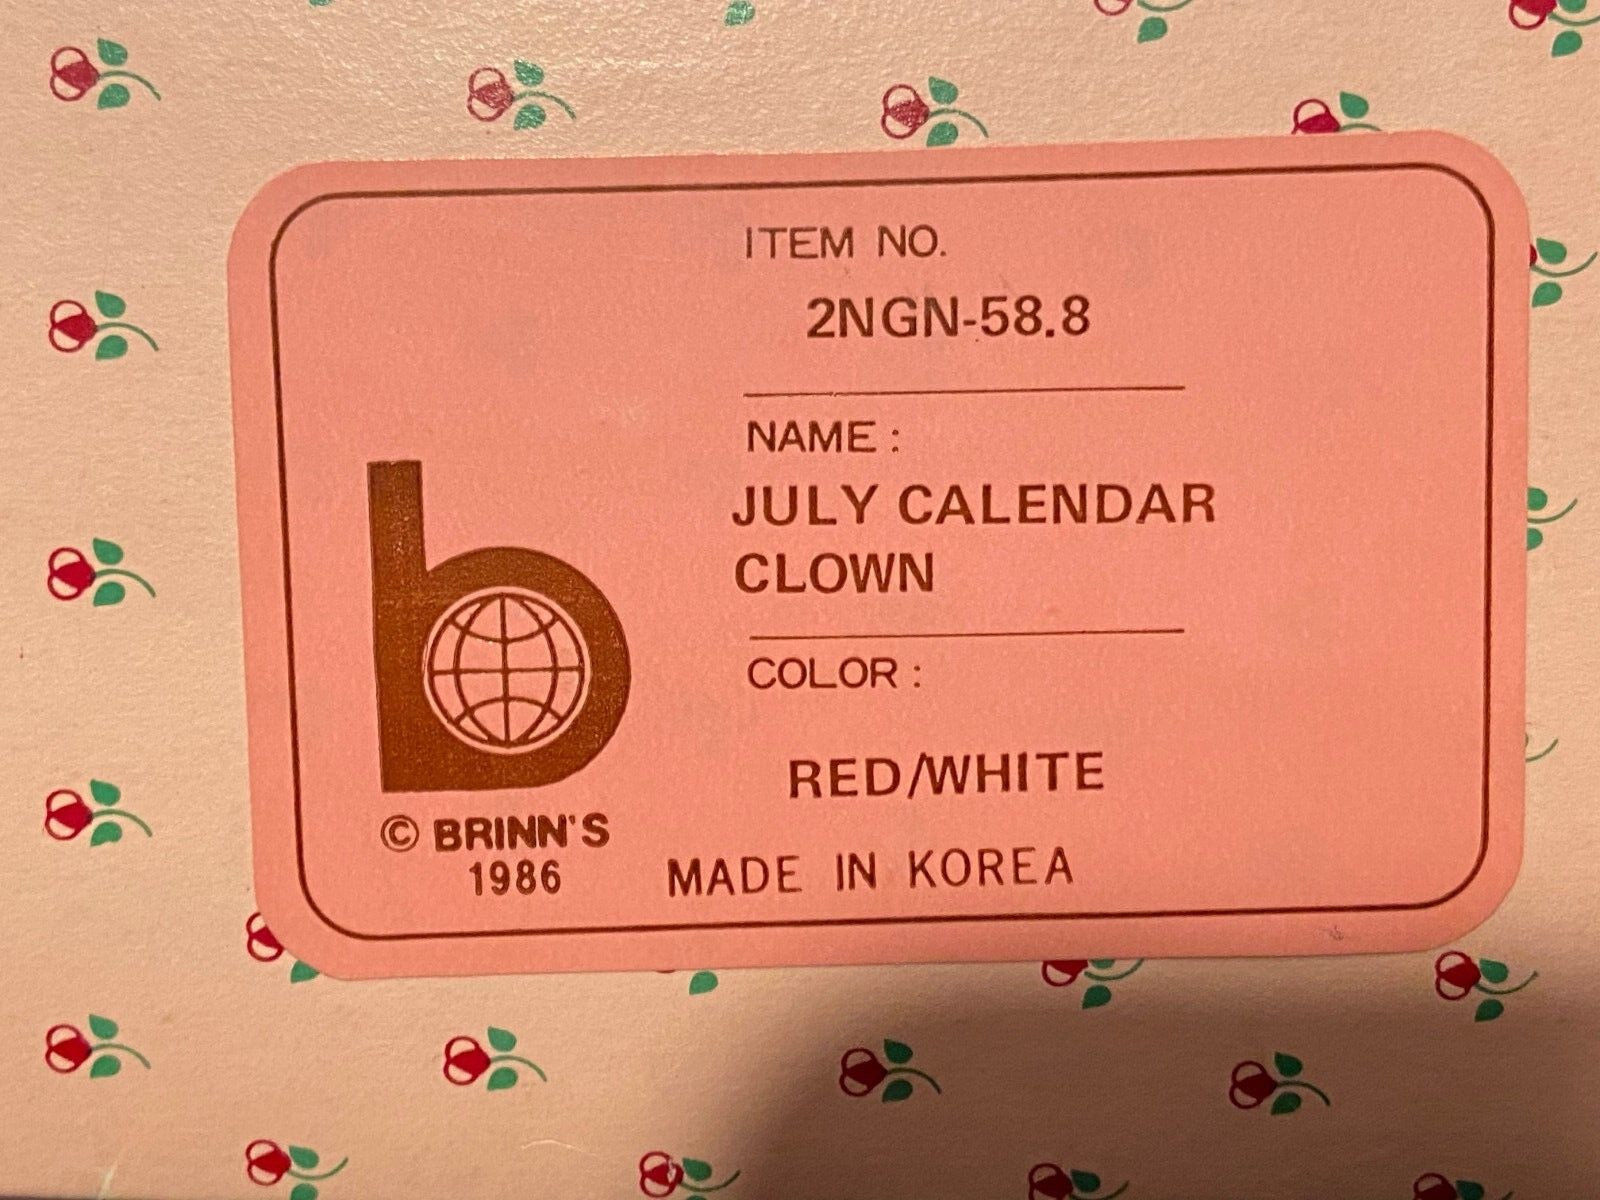 ITEM NO.
2NGN-58.8
NAME :
JULY CALENDAR
CLOWN
COLOR :
RED/WHITE
b
© BRINN'S
1986
MADE IN KOREA